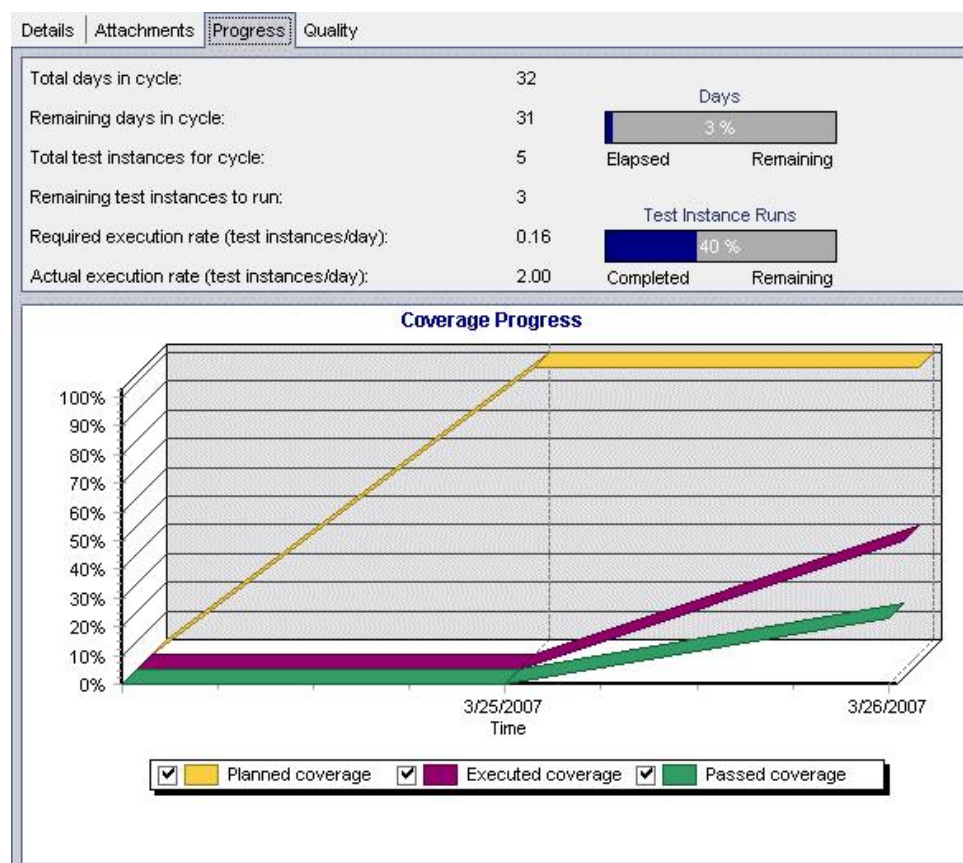 Details Attachments Progress Quality
Total days in cycle: 32
Remaining days in cycle: 31
Total test instances for cycle: 5
Remaining test instances to run: 3
Required execution rate (test instances/day): 0.16
Actual execution rate (test instances/day): 2.00
Days
3 %
Elapsed Remaining
Test Instance Runs
40 %
Completed Remaining
Coverage Progress
100%
90%
80%
70%
60%
50%
40%
30%
20%
10%
0%
3/25/2007 3/26/2007
Time
Planned coverage Executed coverage Passed coverage